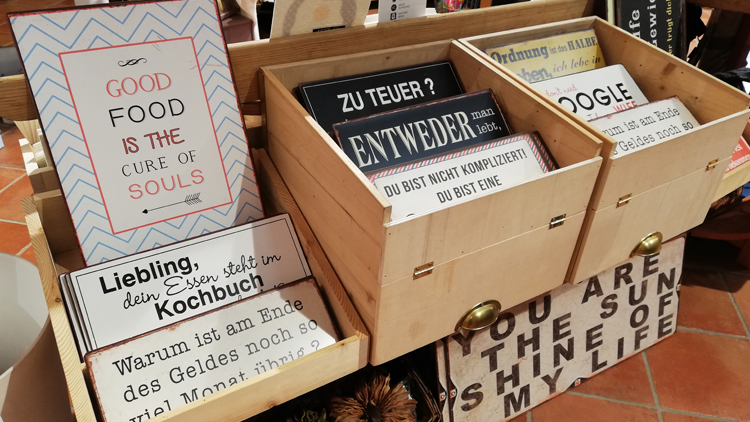 GOOD
FOOD
IS THE
CURE OF
SOULS
Liebling,
dein Essen steht im
Kochbuch
Warum ist am Ende
des Geldes noch so
viel Monat übrig?
ZU TEUER?
ENTWEDER man
lebt,
DU BIST NICHT KOMPLIZIERT!
DU BIST EINE
Ordnung ist das HALBE
ich lebe in
OOGLE
Warum ist am Ende
des Geldes noch so
YOU ARE
THE SUN
SHINE OF
MY LIFE